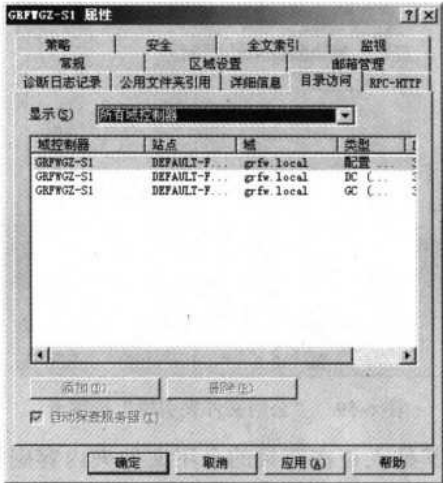 GRFWGZ-S1 属性
策略 安全 全文索引 监视
常规 区域设置 邮箱管理
诊断日志记录 公用文件夹引用 详细信息 目录访问 RPC-HTTP
显示(S) 所有域控制器
域控制器 站点 域 类型
GRFWGZ-S1 DEFAULT-F... grfw.local 配置 ...
GRFWGZ-S1 DEFAULT-F... grfw.local DC (...
GRFWGZ-S1 DEFAULT-F... grfw.local GC (...
添加(D)... 删除(E)
自动探查服务器(I)
确定 取消 应用(A) 帮助